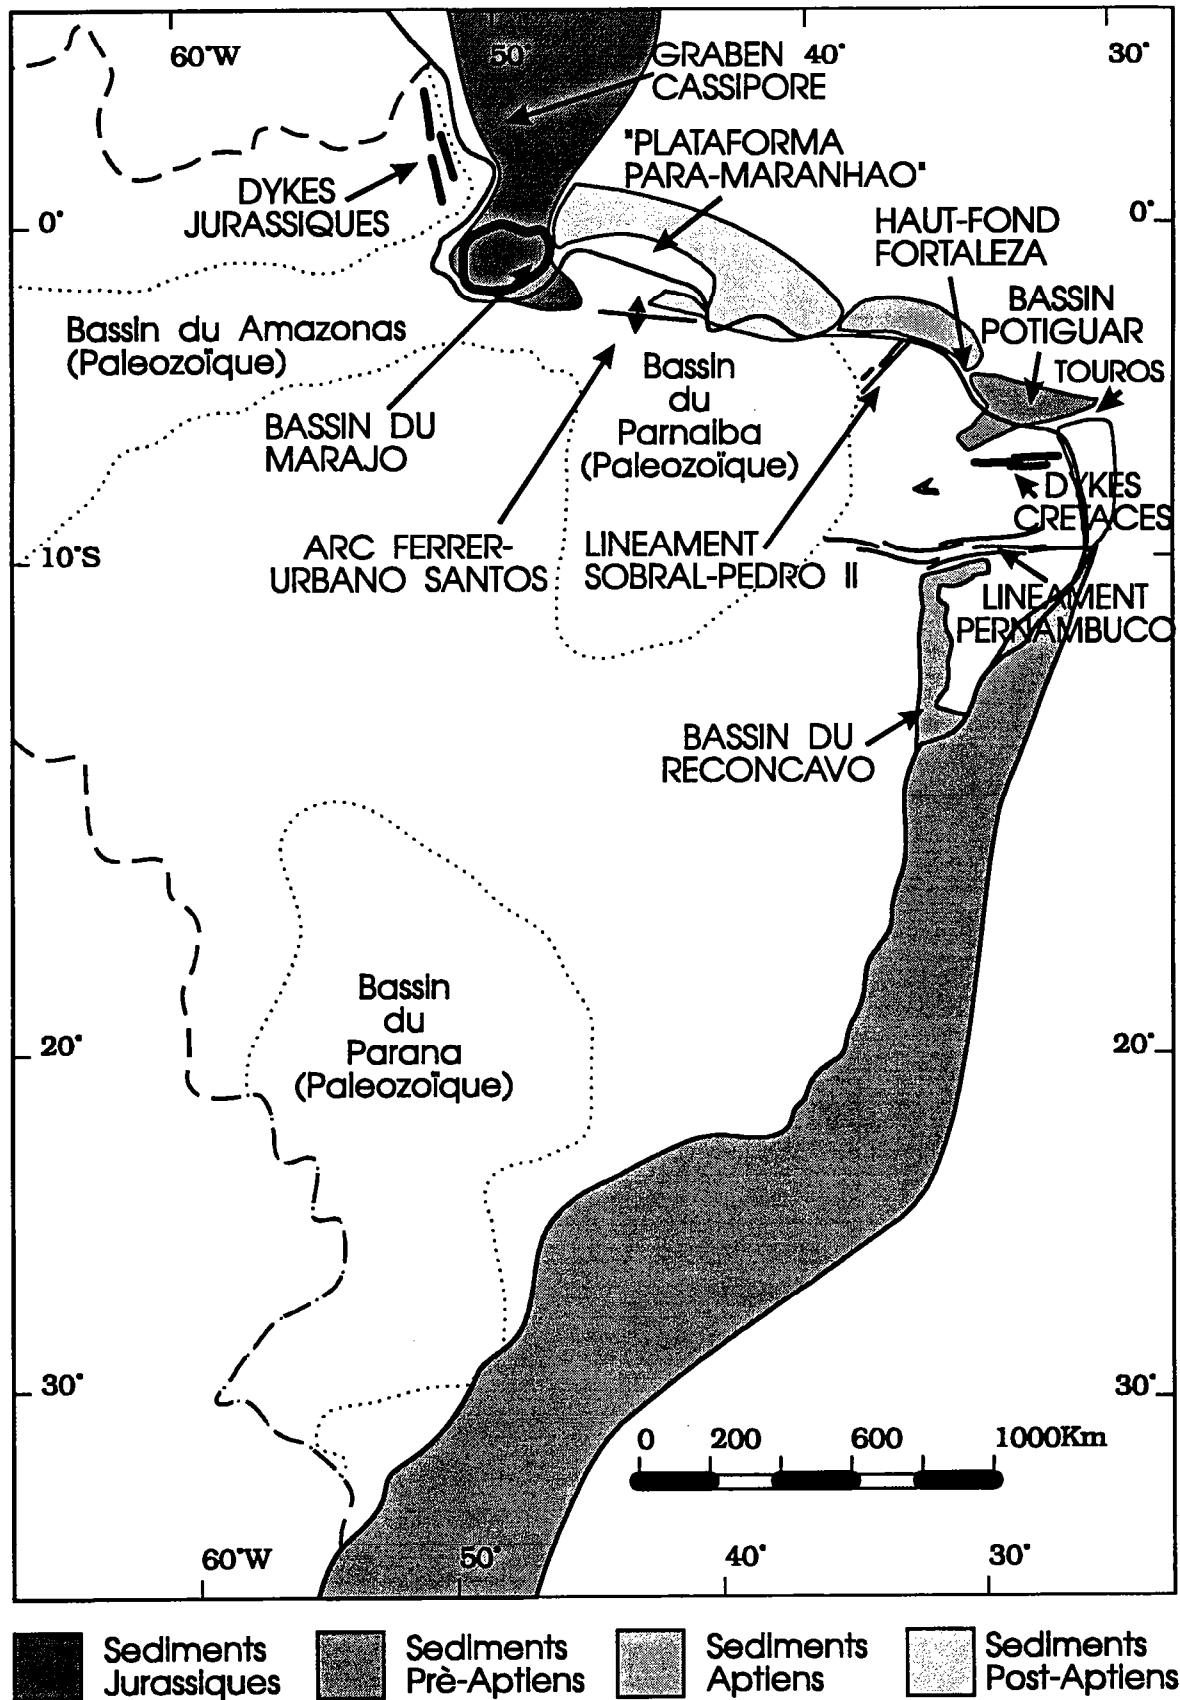 60°W
50°
40°
30°
GRABEN
CASSIPORE
"PLATAFORMA
PARA-MARANHAO"
DYKES
JURASSIQUES
0°
0°
HAUT-FOND
FORTALEZA
BASSIN
POTIGUAR
TOUROS
Bassin du Amazonas
(Paleozoïque)
Bassin
du
Parnaiba
(Paleozoïque)
BASSIN DU
MARAJO
DYKES
CRETACES
ARC FERRER-
URBANO SANTOS
LINEAMENT
SOBRAL-PEDRO II
10°S
LINEAMENT
PERNAMBUCO
BASSIN DU
RECONCAVO
Bassin
du
Parana
(Paleozoïque)
20°
20°
30°
30°
0 200 600 1000Km
60°W
50°
40°
30°
Sediments
Jurassiques
Sediments
Prè-Aptiens
Sediments
Aptiens
Sediments
Post-Aptiens